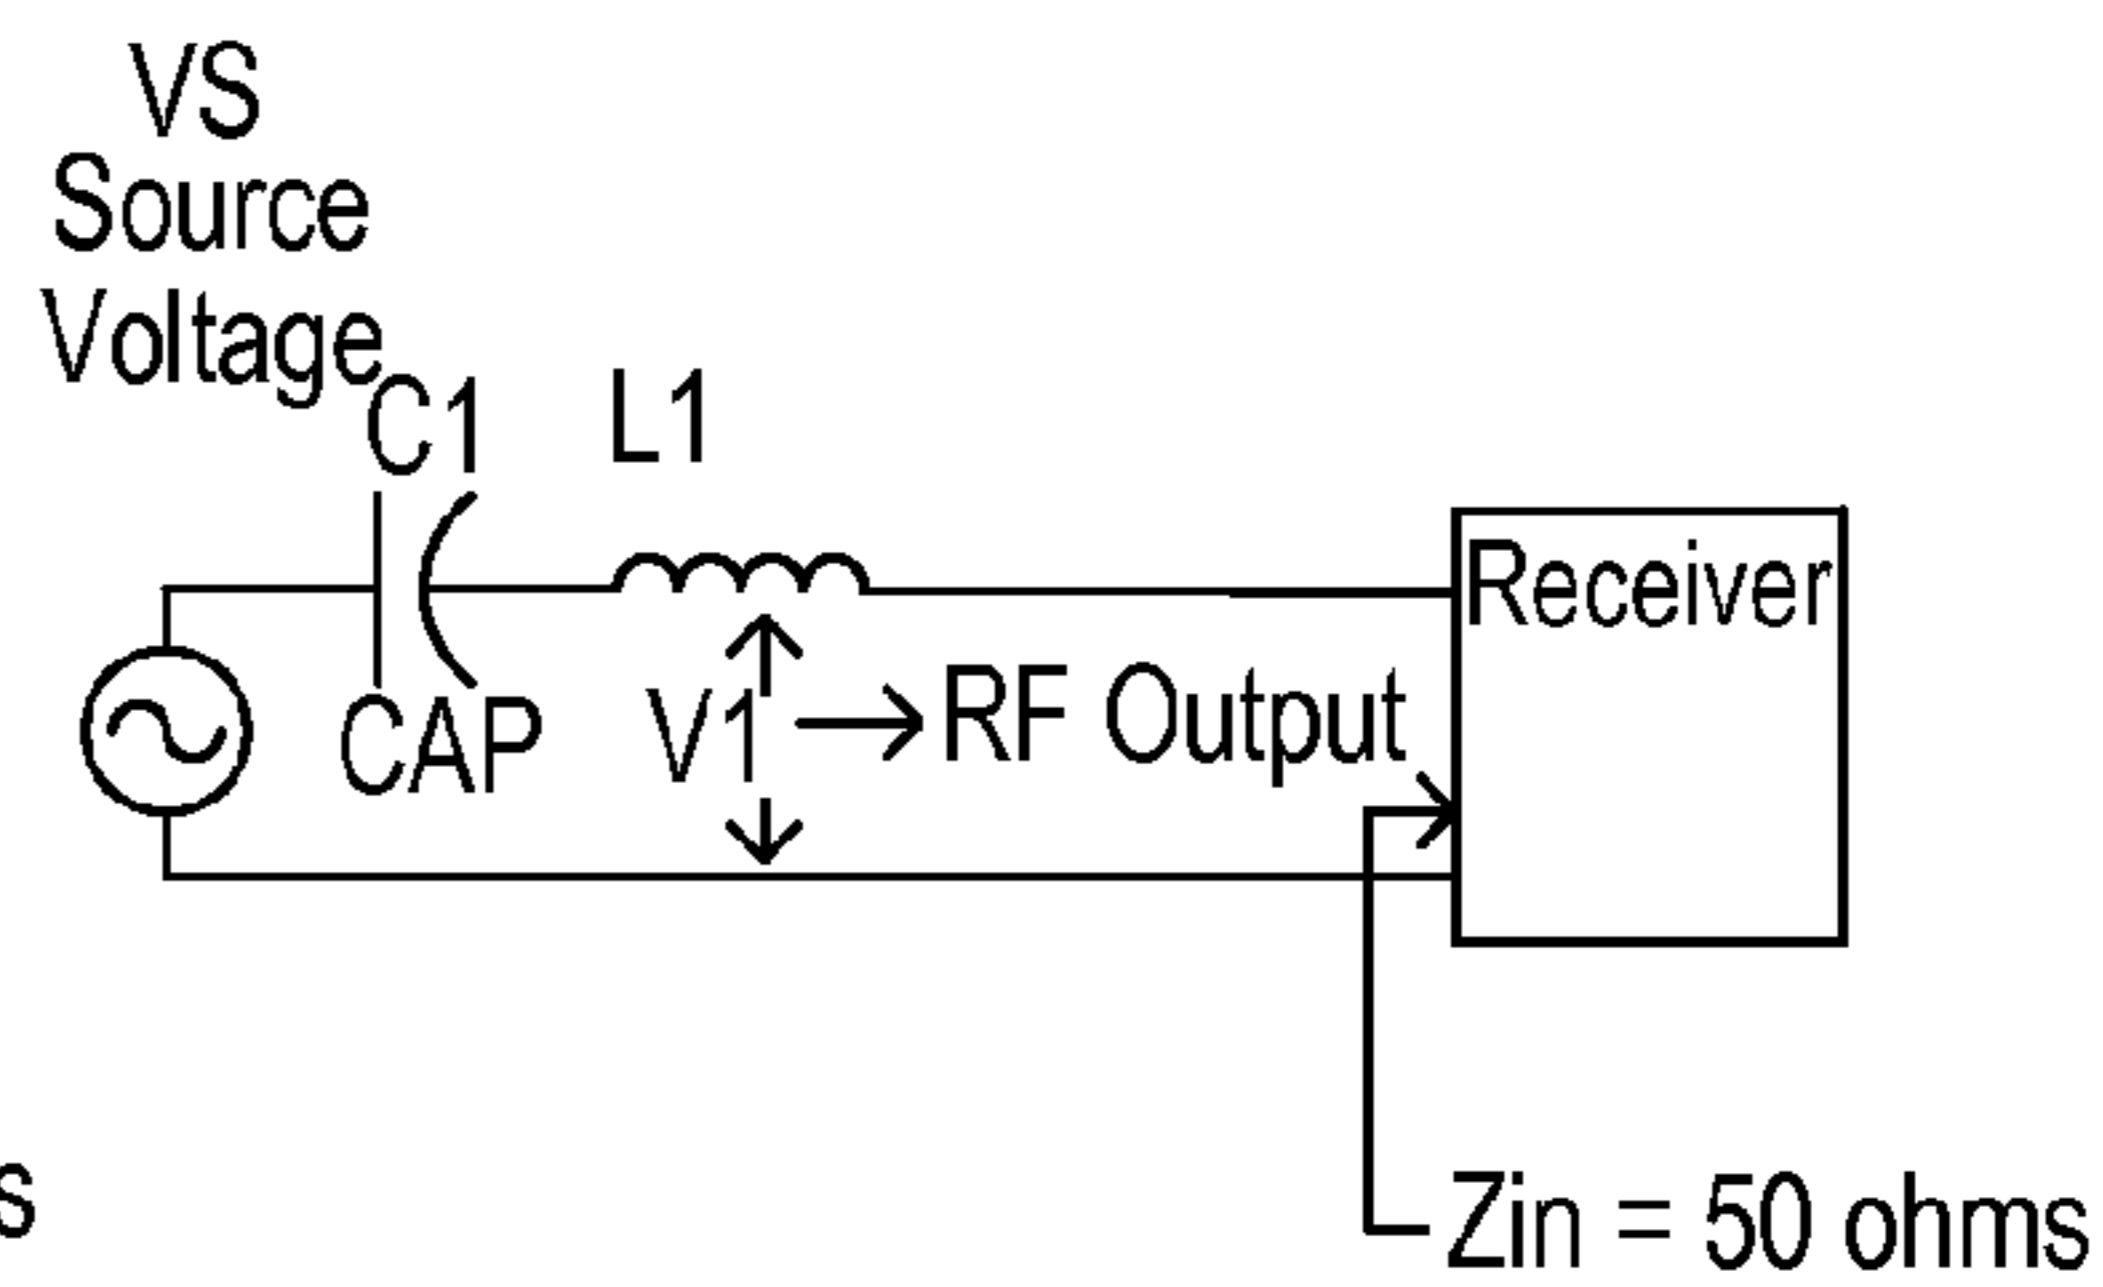 VS
Source
Voltage
C1
L1
Receiver
CAP
V1
RF Output
s
Zin = 50 ohms